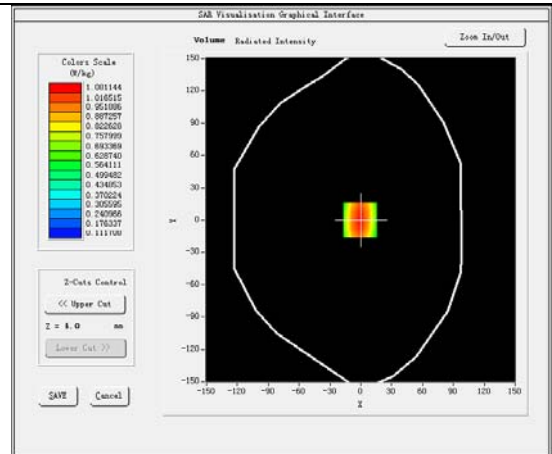 SAR Visualisation Graphical Interface
Volume Radiated Intensity
Zoom In/Out
Colors Scale
(W/kg)
1.081144
1.016515
0.951886
0.887257
0.822628
0.757999
0.693369
0.628740
0.564111
0.499482
0.434853
0.370224
0.305595
0.240966
0.176337
0.111708
Z-Cuts Control
<< Upper Cut
Z = 4.0 mm
Lower Cut >>
SAVE
Cancel
150
120
90
60
30
Y
0
-30
-60
-90
-120
-150
-150 -120 -90 -60 -30 0 30 60 90 120 150
X